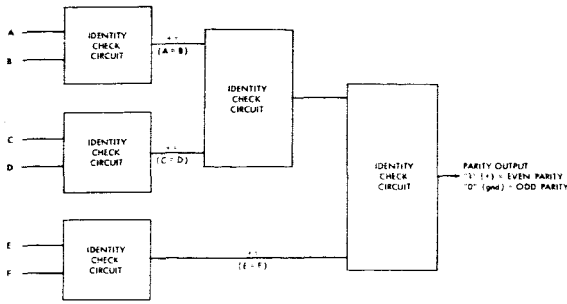 A
B
IDENTITY
CHECK
CIRCUIT
(A = B)
C
D
IDENTITY
CHECK
CIRCUIT
(C = D)
IDENTITY
CHECK
CIRCUIT
E
F
IDENTITY
CHECK
CIRCUIT
(E = F)
IDENTITY
CHECK
CIRCUIT
PARITY OUTPUT
"1" (+) = EVEN PARITY
"0" (gnd) = ODD PARITY